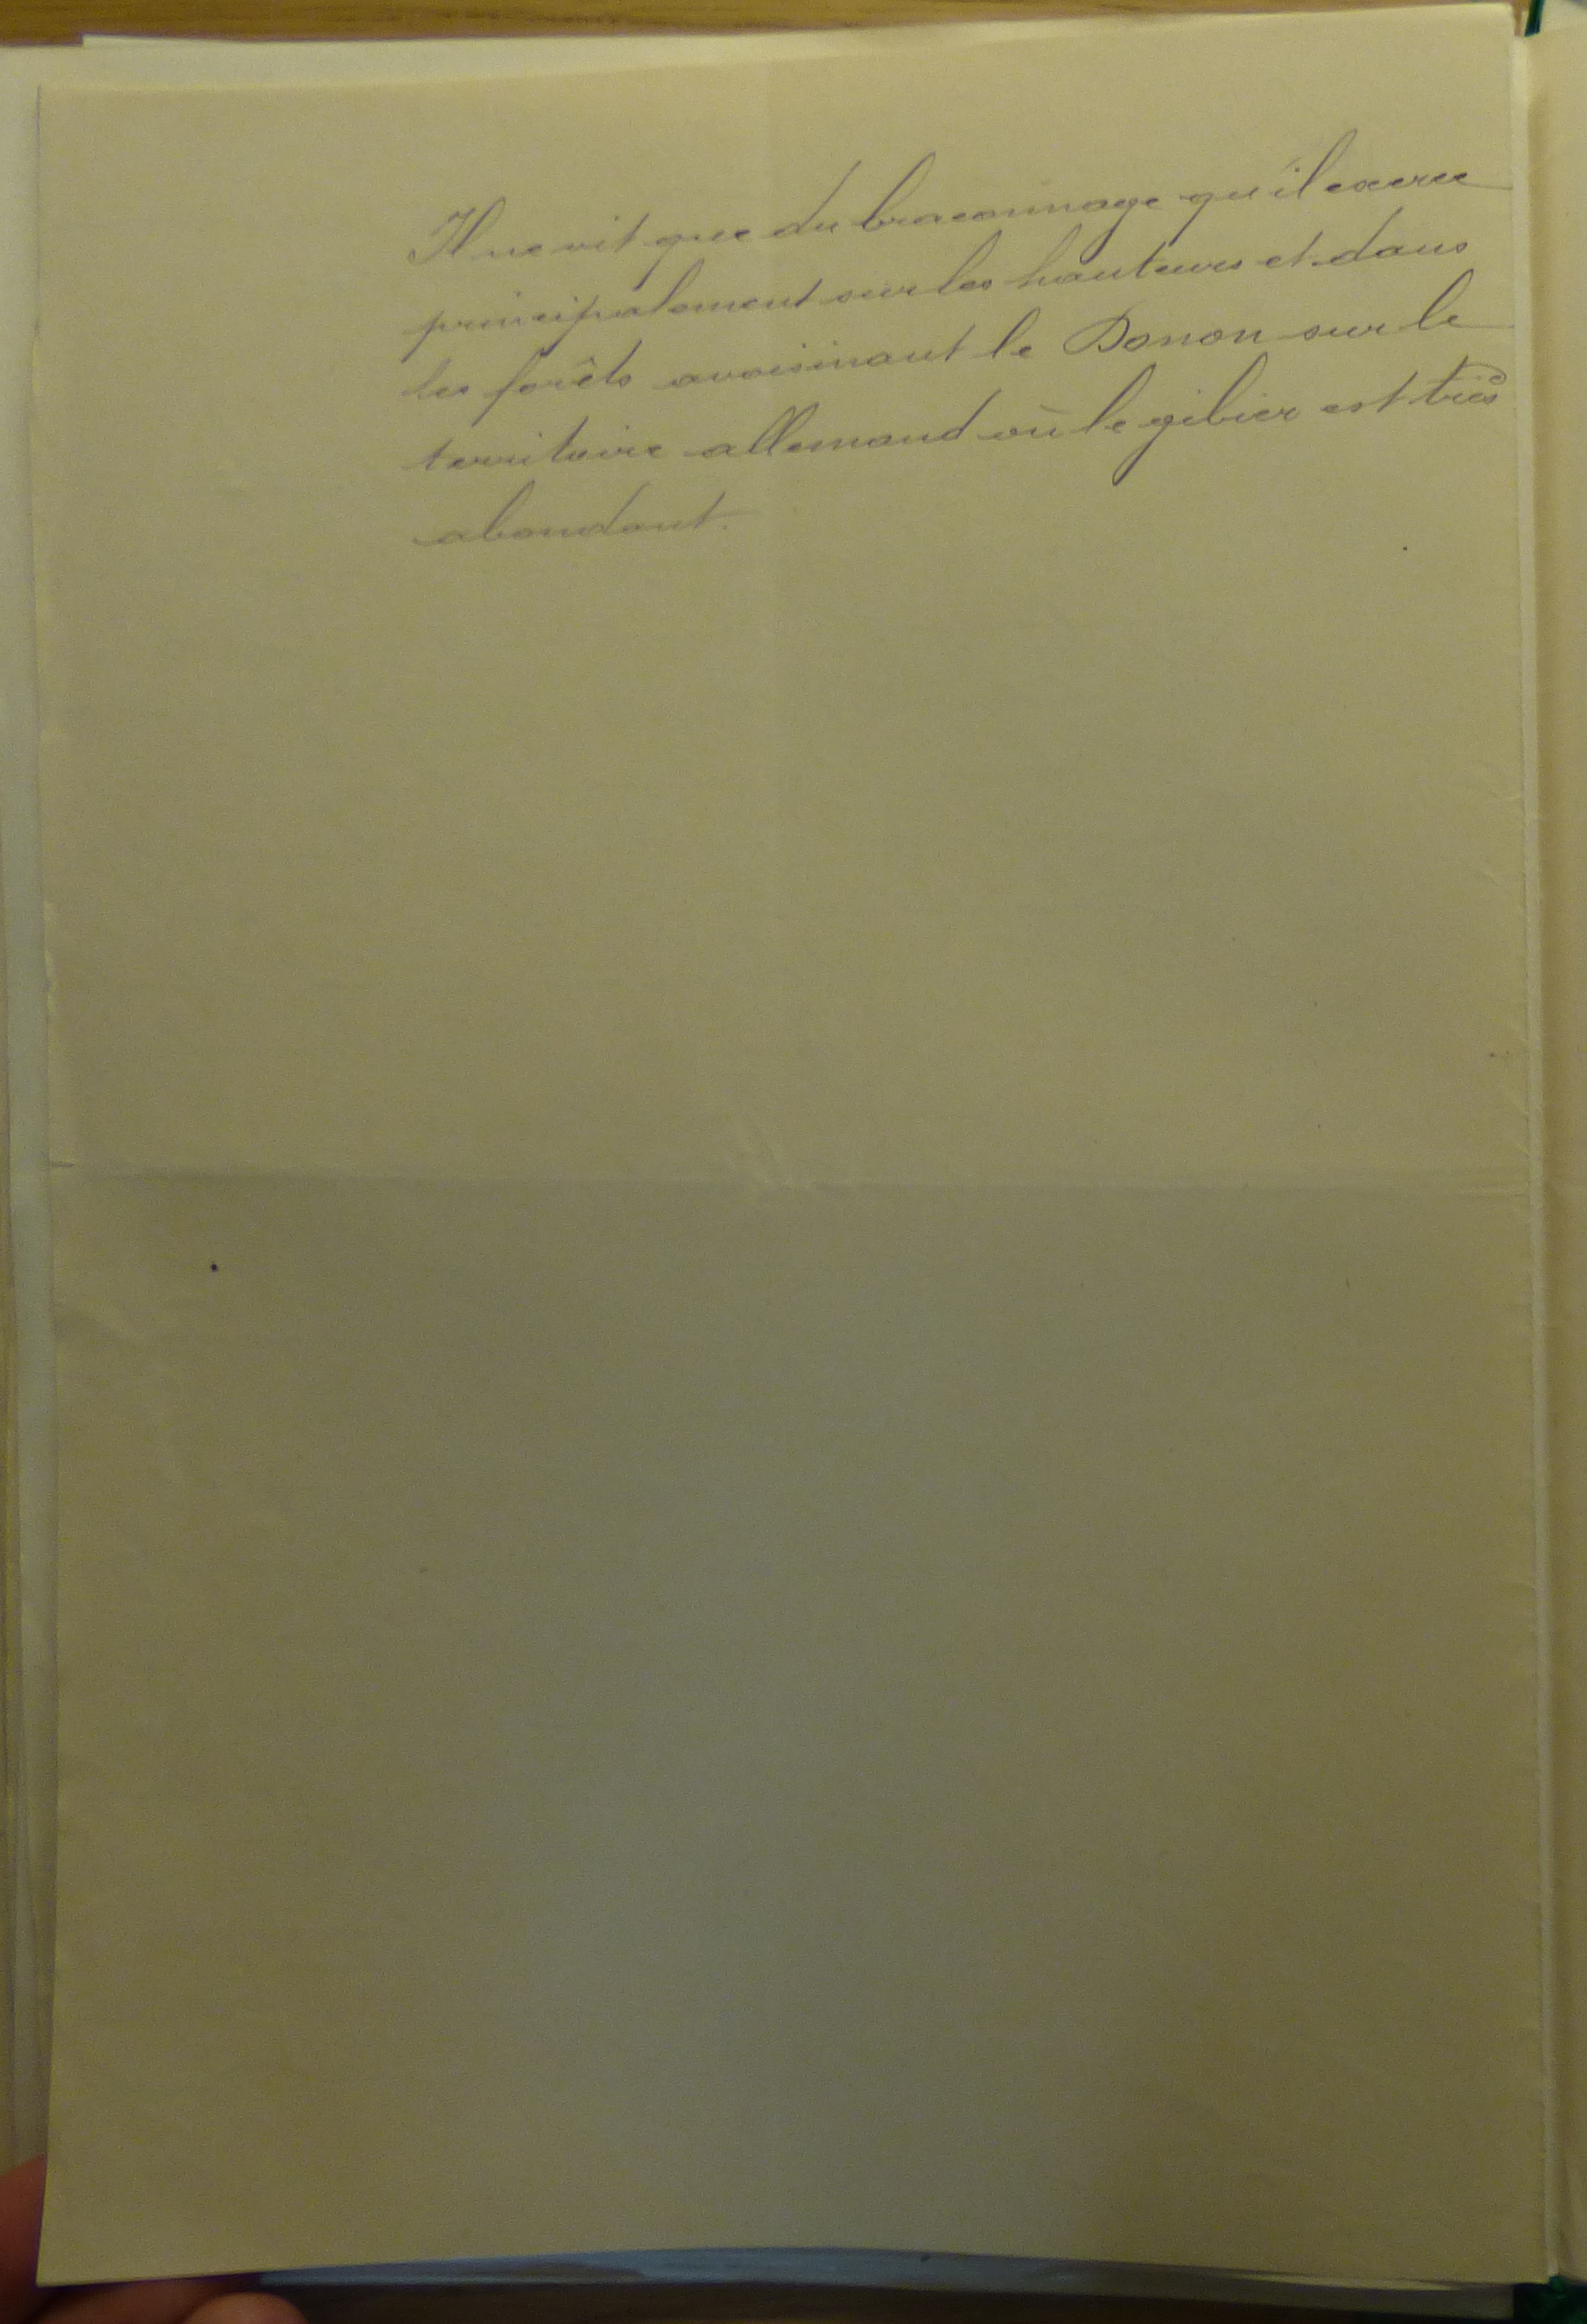 Il ne vit que du braconnage qu'il exerce
principalement sur les hauteurs et dans
les forêts avoisinant le Donon sur le
territoire allemand où le gibier est très
abondant.